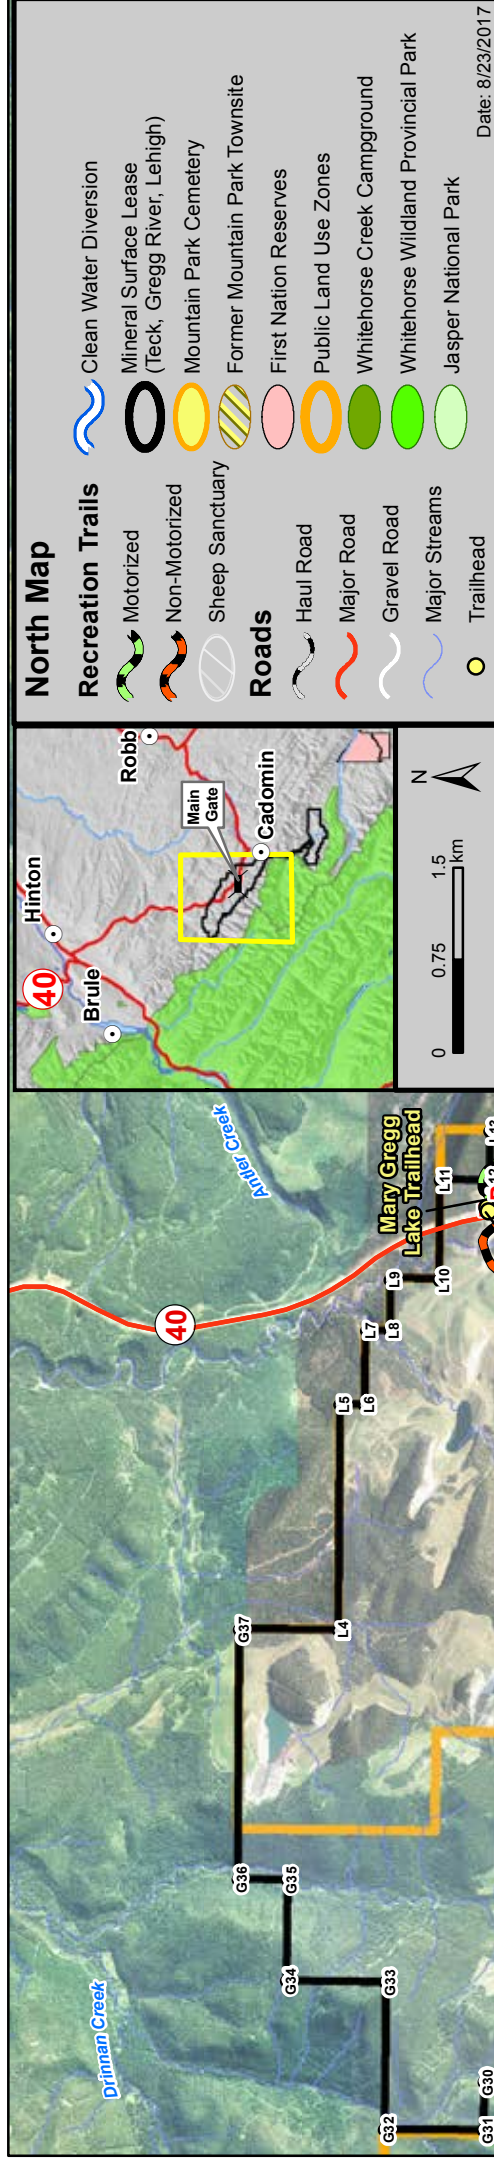 Drinnan Creek
G32
G31
G30
G33
G34
G35
G36
G37
L4
L5
L6
L7
L8
L9
L10
L11
40
Antler Creek
Mary Gregg
Lake Trailhead
Hinton
40
Brule
Robb
Main
Gate
Cadomin
0 0.75 1.5
km
N
North Map
Recreation Trails
Motorized
Non-Motorized
Sheep Sanctuary
Roads
Haul Road
Major Road
Gravel Road
Major Streams
Trailhead
Clean Water Diversion
Mineral Surface Lease
(Teck, Gregg River, Lehigh)
Mountain Park Cemetery
Former Mountain Park Townsite
First Nation Reserves
Public Land Use Zones
Whitehorse Creek Campground
Whitehorse Wildland Provincial Park
Jasper National Park
Date: 8/23/2017